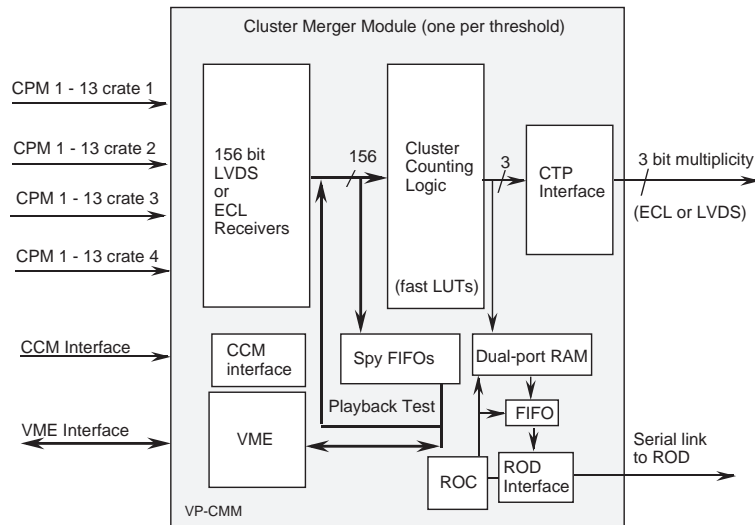 Cluster Merger Module (one per threshold)
CPM 1 - 13 crate 1
CPM 1 - 13 crate 2
CPM 1 - 13 crate 3
CPM 1 - 13 crate 4
156 bit
LVDS
or
ECL
Receivers
156
Cluster
Counting
Logic
(fast LUTs)
3
CTP
Interface
3 bit multiplicity
(ECL or LVDS)
CCM Interface
CCM
interface
Spy FIFOs
Dual-port RAM
Playback Test
FIFO
VME Interface
VME
ROC
ROD
Interface
Serial link
to ROD
VP-CMM